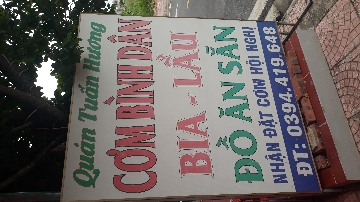 Quán Tuấn Hương
CƠM BÌNH DÂN
BIA - LẨU
ĐỒ ĂN SẴN
NHẬN ĐẶT CƠM HỘI NGHỊ
ĐT: 0394.419.648